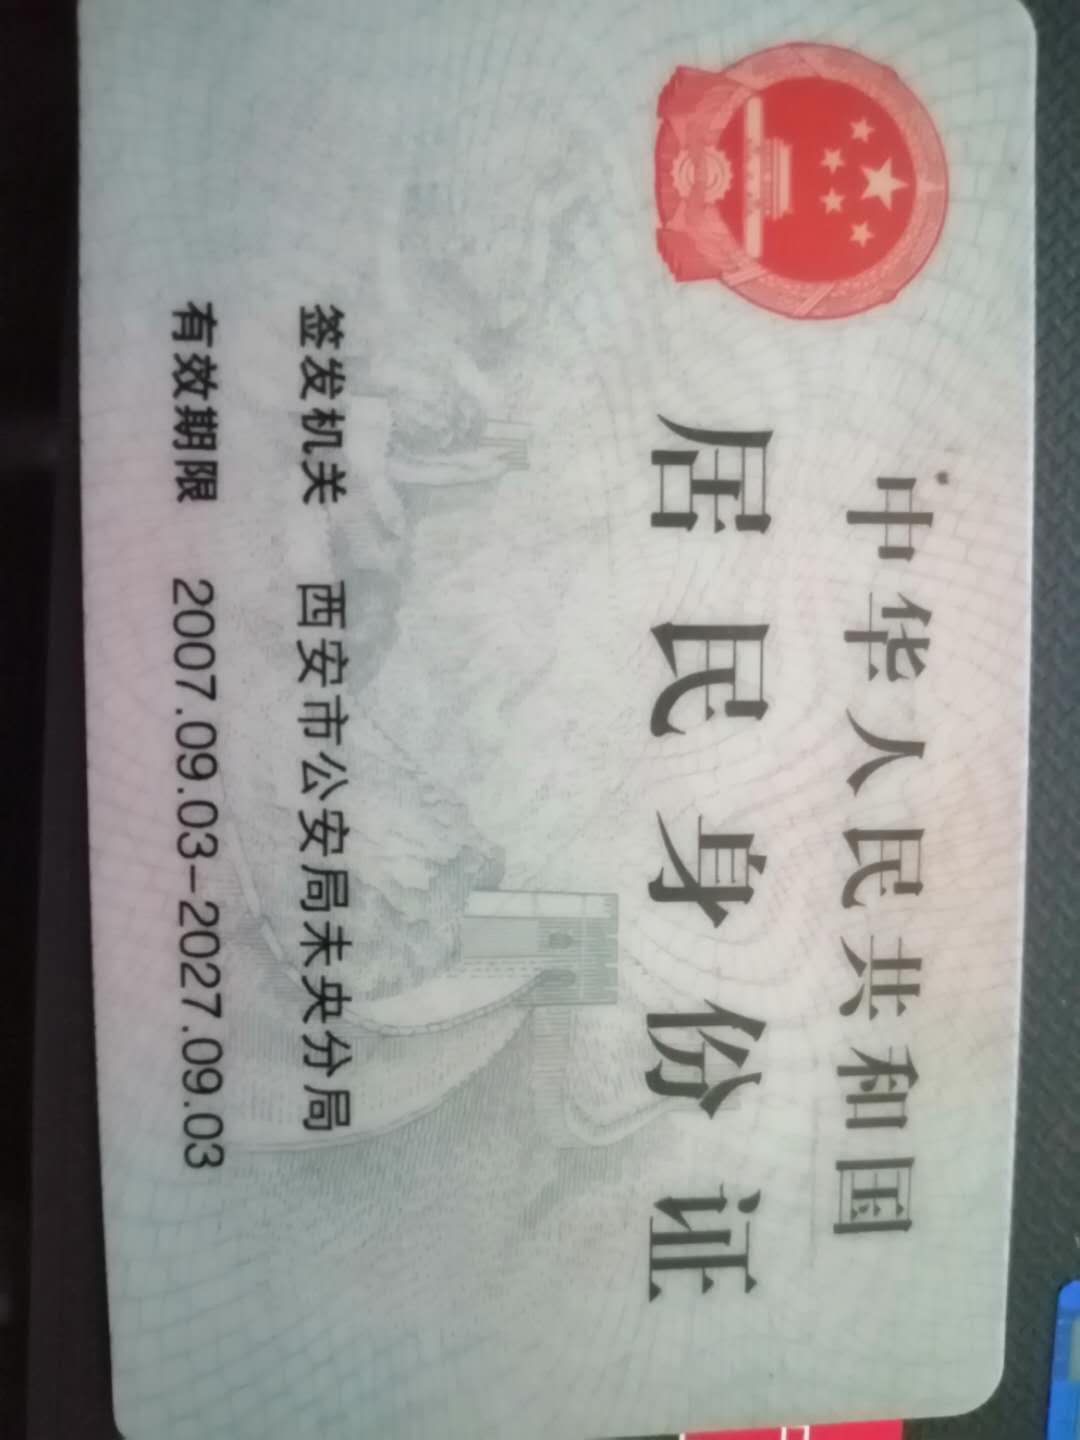 中华人民共和国
居民身份证
签发机关 西安市公安局未央分局
有效期限 2007.09.03-2027.09.03